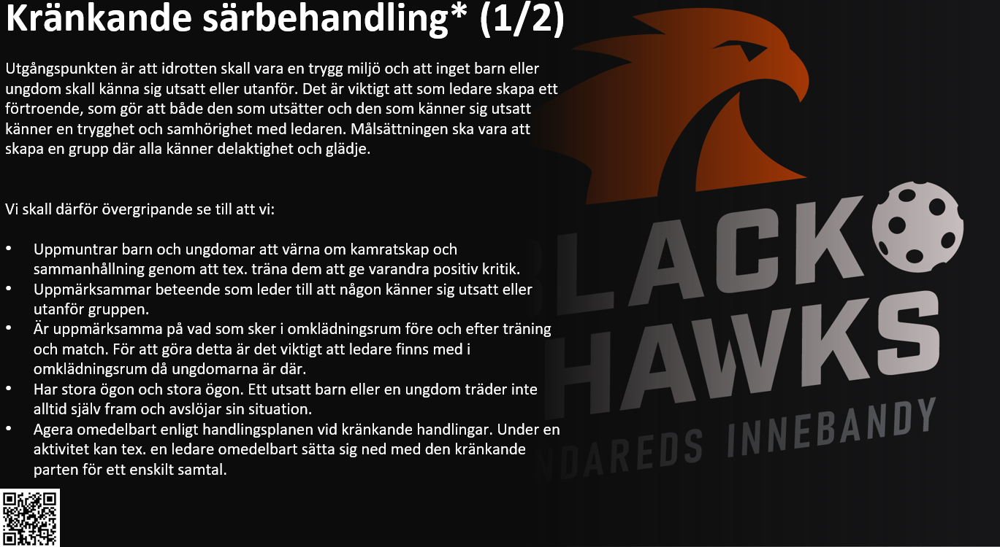 Kränkande särbehandling* (1/2)
Utgångspunkten är att idrotten skall vara en trygg miljö och att inget barn eller
ungdom skall känna sig utsatt eller utanför. Det är viktigt att som ledare skapa ett
förtroende, som gör att både den som utsätter och den som känner sig utsatt
känner en trygghet och samhörighet med ledaren. Målsättningen ska vara att
skapa en grupp där alla känner delaktighet och glädje.
Vi skall därför övergripande se till att vi:
• Uppmuntrar barn och ungdomar att värna om kamratskap och
sammanhållning genom att tex. träna dem att ge varandra positiv kritik.
• Uppmärksammar beteende som leder till att någon känner sig utsatt eller
utanför gruppen.
• Är uppmärksamma på vad som sker i omklädningsrum före och efter träning
och match. För att göra detta är det viktigt att ledare finns med i
omklädningsrum då ungdomarna är där.
• Har stora ögon och stora ögon. Ett utsatt barn eller en ungdom träder inte
alltid själv fram och avslöjar sin situation.
• Agera omedelbart enligt handlingsplanen vid kränkande handlingar. Under en
aktivitet kan tex. en ledare omedelbart sätta sig ned med den kränkande
parten för ett enskilt samtal.
BLACK
HAWKS
NDAREDS INNEBANDY